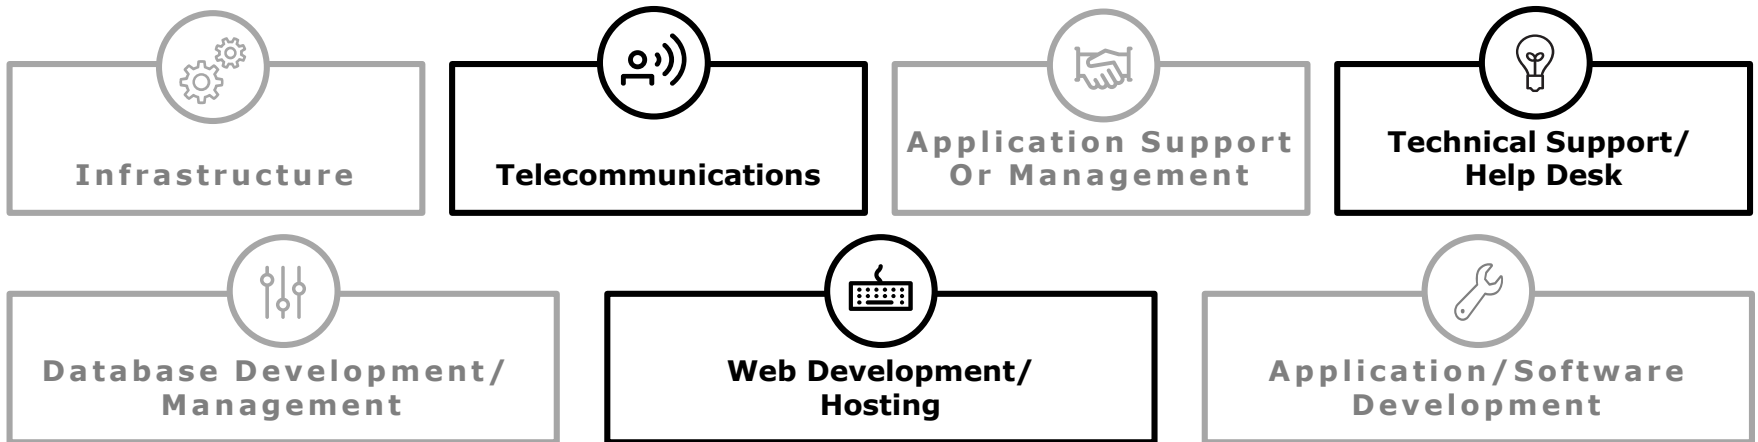 Infrastructure
Telecommunications
Application Support
Or Management
Technical Support/
Help Desk
Database Development/
Management
Web Development/
Hosting
Application/Software
Development